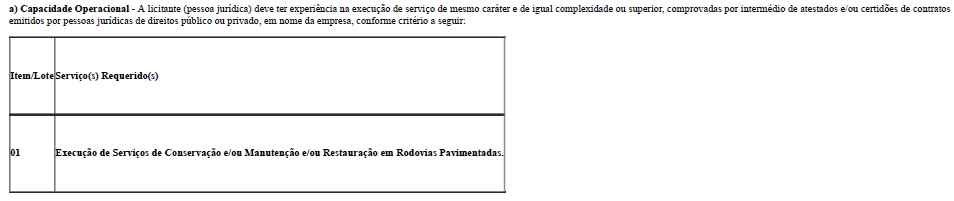 a) Capacidade Operacional - A licitante (pessoa jurídica) deve ter experiência na execução de serviço de mesmo caráter e de igual complexidade ou superior, comprovadas por intermédio de atestados e/ou certidões de contratos
emitidos por pessoas jurídicas de direitos público ou privado, em nome da empresa, conforme critério a seguir:
Item/Lote Serviço(s) Requerido(s)
01 Execução de Serviços de Conservação e/ou Manutenção e/ou Restauração em Rodovias Pavimentadas.